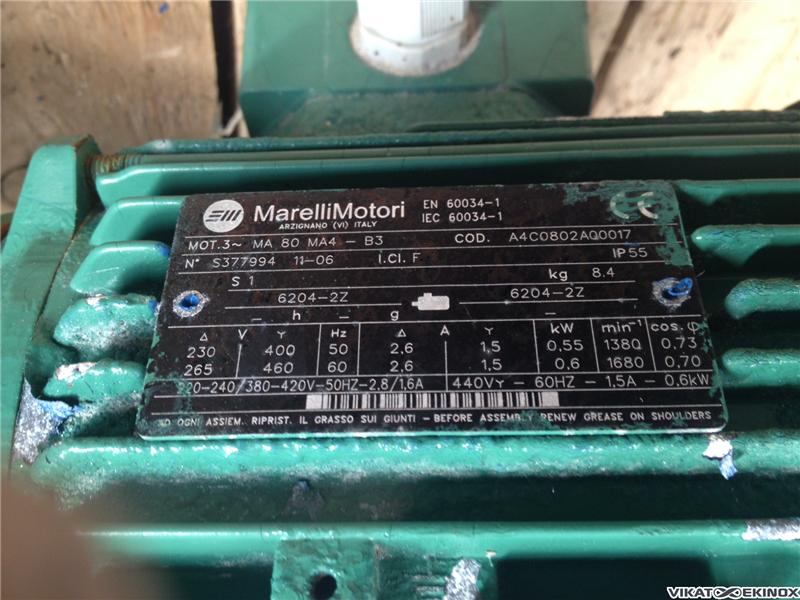 MarelliMotori
ARZIGNANO (VI) ITALY
EN 60034-1
IEC 60034-1
CE
MOT.3~ MA 80 MA4 - B3 COD. A4C0802AQ0017
N° S377994 11-06 I.Cl. F IP55
S 1 kg 8.4
6204-2Z 6204-2Z
— h — g —
Δ V Y Hz Δ A Y kW min-1 cos. φ
230 400 50 2,6 1,5 0,55 1380 0,73
265 460 60 2,6 1,5 0,6 1680 0,70
220-240/380-420V-50HZ-2.8/1,6A 440VY - 60HZ - 1.5A - 0.6kW
AD OGNI ASSIEM. RIPRIST. IL GRASSO SUI GIUNTI - BEFORE ASSEMBLY RENEW GREASE ON SHOULDERS
VIKATEKINOX